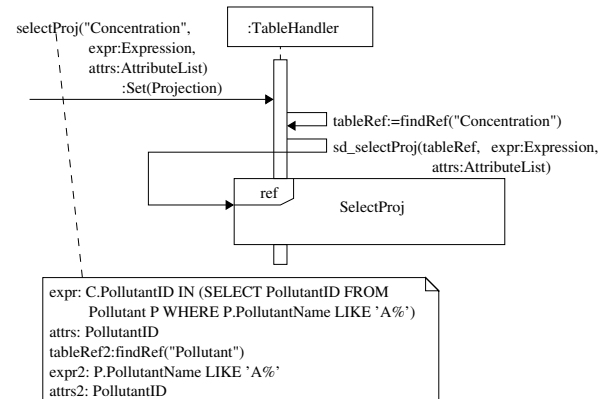 selectProj("Concentration",
expr:Expression,
attrs:AttributeList)
:Set(Projection)
:TableHandler
tableRef:=findRef("Concentration")
sd_selectProj(tableRef, expr:Expression,
attrs:AttributeList)
ref
SelectProj
expr: C.PollutantID IN (SELECT PollutantID FROM
Pollutant P WHERE P.PollutantName LIKE 'A%')
attrs: PollutantID
tableRef2:findRef("Pollutant")
expr2: P.PollutantName LIKE 'A%'
attrs2: PollutantID